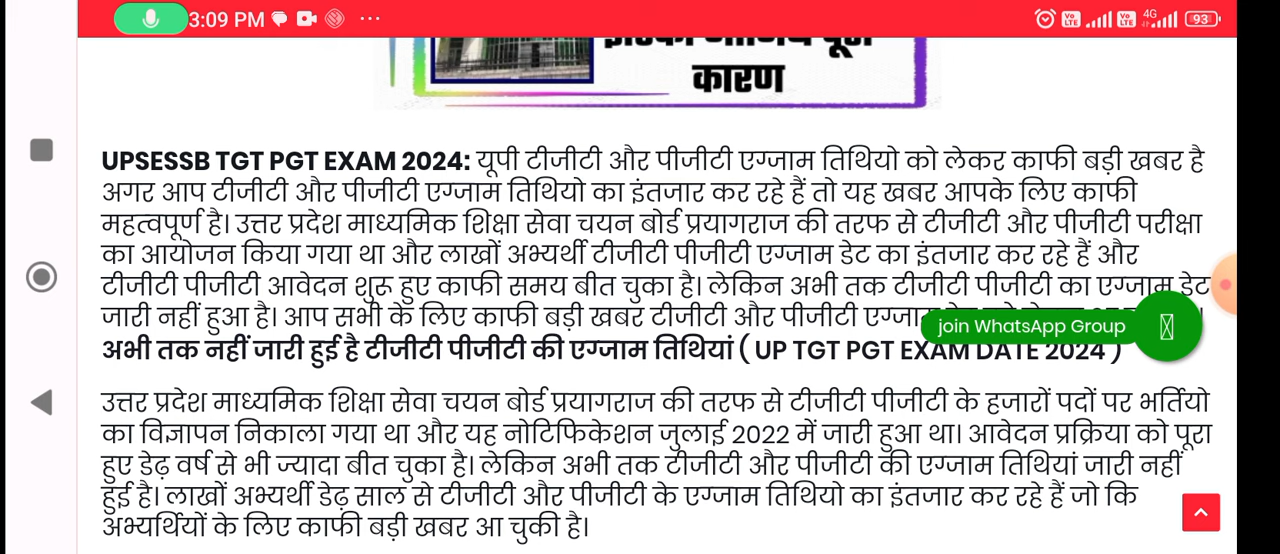 3:09 PM
4G
93
कारण
UPSESSB TGT PGT EXAM 2024: यूपी टीजीटी और पीजीटी एग्जाम तिथियो को लेकर काफी बड़ी खबर है
अगर आप टीजीटी और पीजीटी एग्जाम तिथियो का इंतजार कर रहे हैं तो यह खबर आपके लिए काफी
महत्वपूर्ण है। उत्तर प्रदेश माध्यमिक शिक्षा सेवा चयन बोर्ड प्रयागराज की तरफ से टीजीटी और पीजीटी परीक्षा
का आयोजन किया गया था और लाखों अभ्यर्थी टीजीटी पीजीटी एग्जाम डेट का इंतजार कर रहे हैं और
टीजीटी पीजीटी आवेदन शुरू हुए काफी समय बीत चुका है। लेकिन अभी तक टीजीटी पीजीटी का एग्जाम डेट
जारी नहीं हुआ है। आप सभी के लिए काफी बड़ी खबर टीजीटी और पीजीटी
join WhatsApp Group
अभी तक नहीं जारी हुई है टीजीटी पीजीटी की एग्जाम तिथियां ( UP TGT PGT EXAM DATE 2024 )
उत्तर प्रदेश माध्यमिक शिक्षा सेवा चयन बोर्ड प्रयागराज की तरफ से टीजीटी पीजीटी के हजारों पदों पर भर्तियो
का विज्ञापन निकाला गया था और यह नोटिफिकेशन जुलाई 2022 में जारी हुआ था। आवेदन प्रक्रिया को पूरा
हुए डेढ़ वर्ष से भी ज्यादा बीत चुका है। लेकिन अभी तक टीजीटी और पीजीटी की एग्जाम तिथियां जारी नहीं
हुई है। लाखों अभ्यर्थी डेढ़ साल से टीजीटी और पीजीटी के एग्जाम तिथियो का इंतजार कर रहे हैं जो कि
अभ्यर्थियों के लिए काफी बड़ी खबर आ चुकी है।